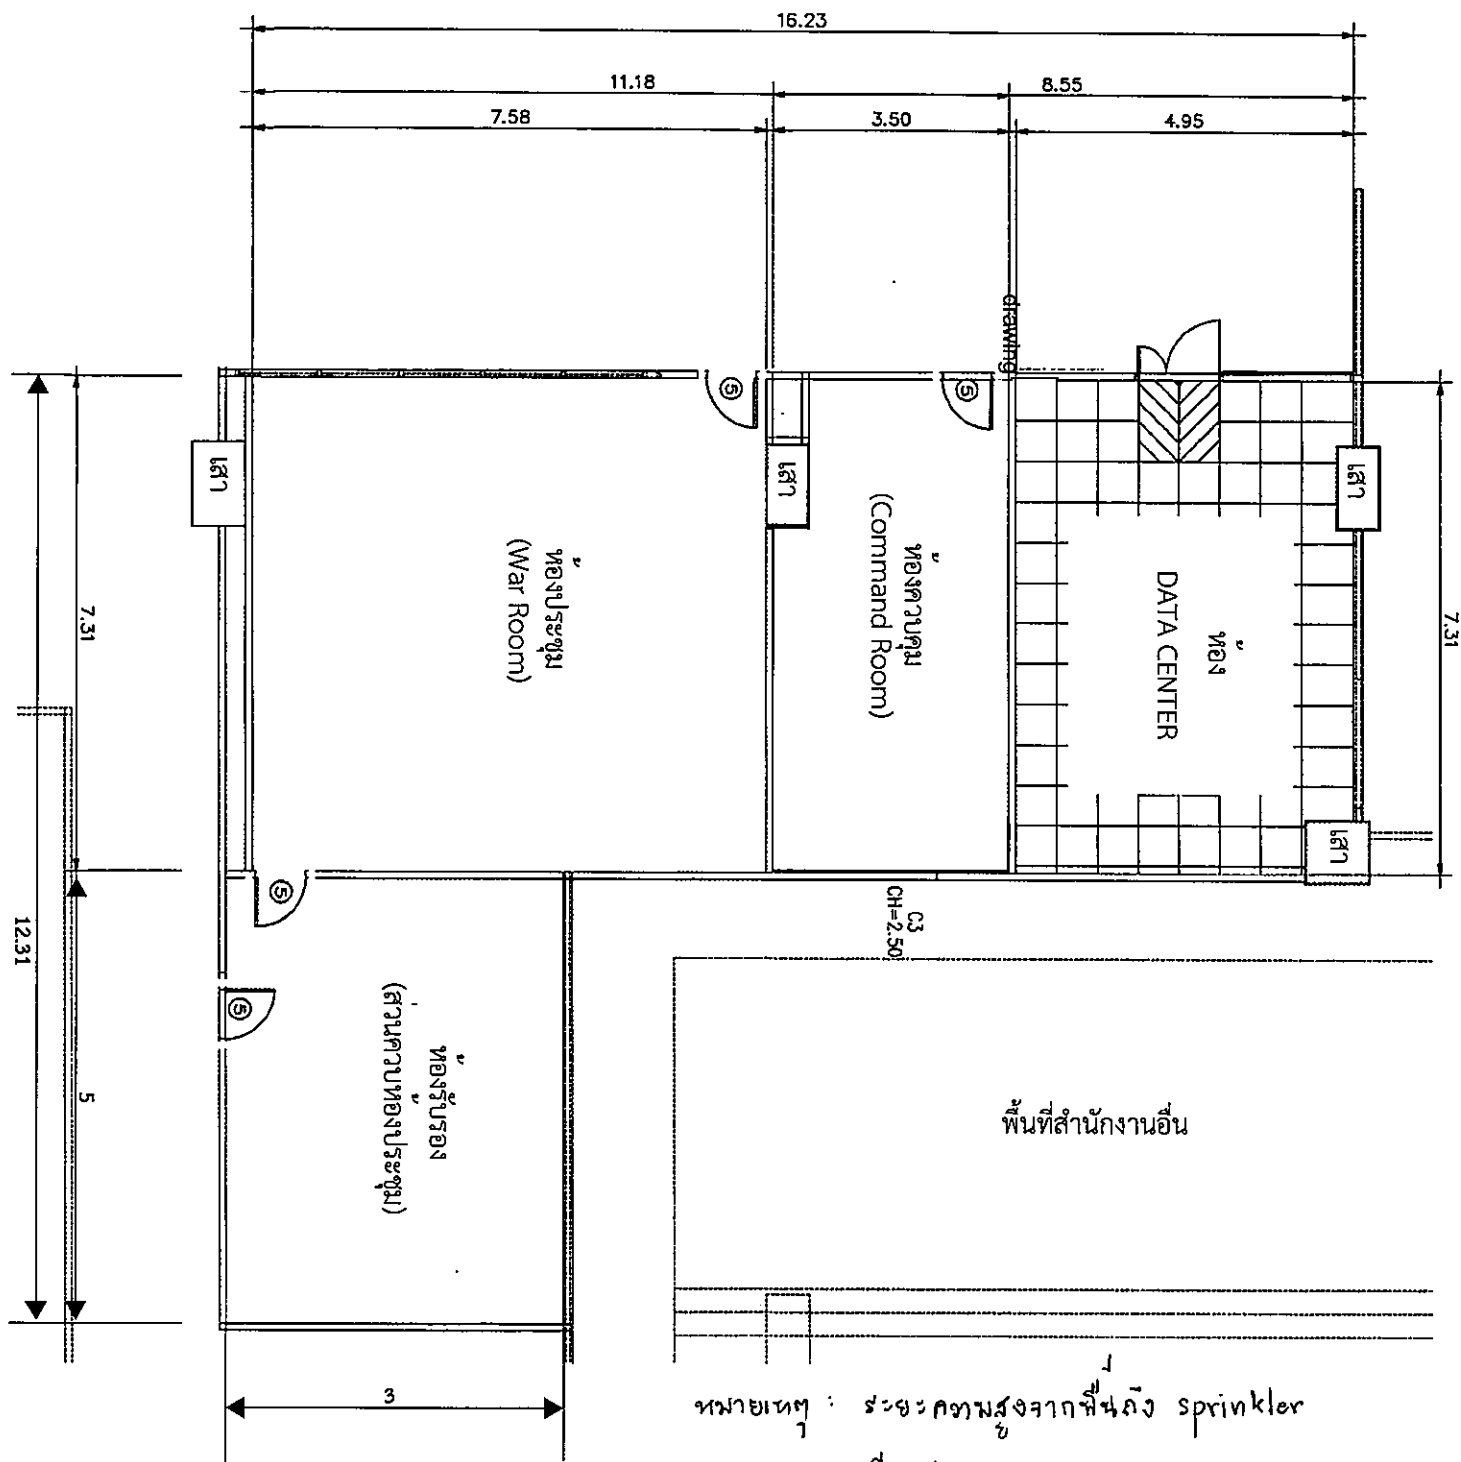 16.23
11.18
8.55
7.58
3.50
4.95
drawing
⑤
⑤
เสา
เสา
เสา
ห้องประชุม
(War Room)
ห้องควบคุม
(Command Room)
ห้อง
DATA CENTER
7.31
7.31
เสา
⑤
C3
CH=2.50
12.31
⑤
5
ห้องรับรอง
(ส่วนควบห้องประชุม)
พื้นที่สำนักงานอื่น
3
หมายเหตุ : ระยะความสูงจากพื้นถึง sprinkler